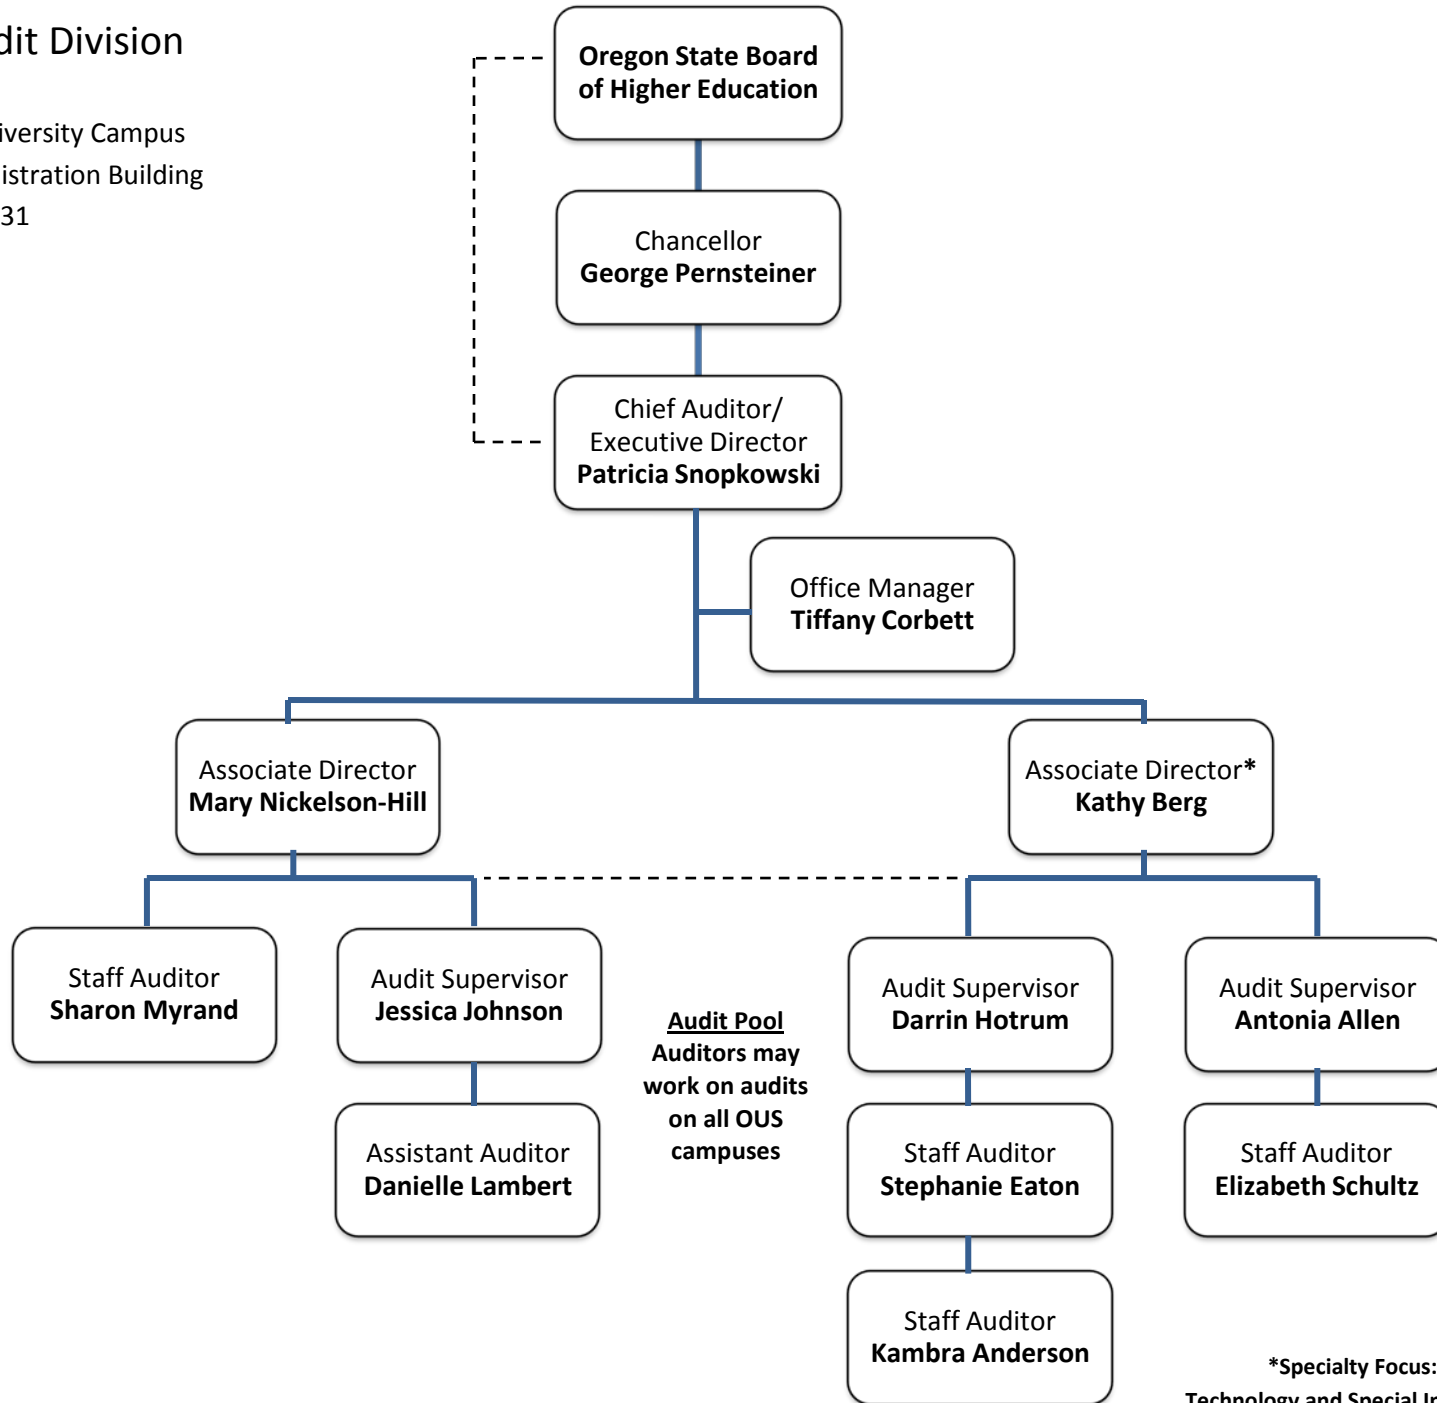 dit Division
iversity Campus
istration Building
31
Oregon State Board
of Higher Education
Chancellor
George Pernsteiner
Chief Auditor/
Executive Director
Patricia Snopkowski
Office Manager
Tiffany Corbett
Associate Director
Mary Nickelson-Hill
Associate Director*
Kathy Berg
Staff Auditor
Sharon Myrand
Audit Supervisor
Jessica Johnson
Audit Pool
Auditors may
work on audits
on all OUS
campuses
Audit Supervisor
Darrin Hotrum
Audit Supervisor
Antonia Allen
Assistant Auditor
Danielle Lambert
Staff Auditor
Stephanie Eaton
Staff Auditor
Elizabeth Schultz
Staff Auditor
Kambra Anderson
*Specialty Focus:
Technology and Special In